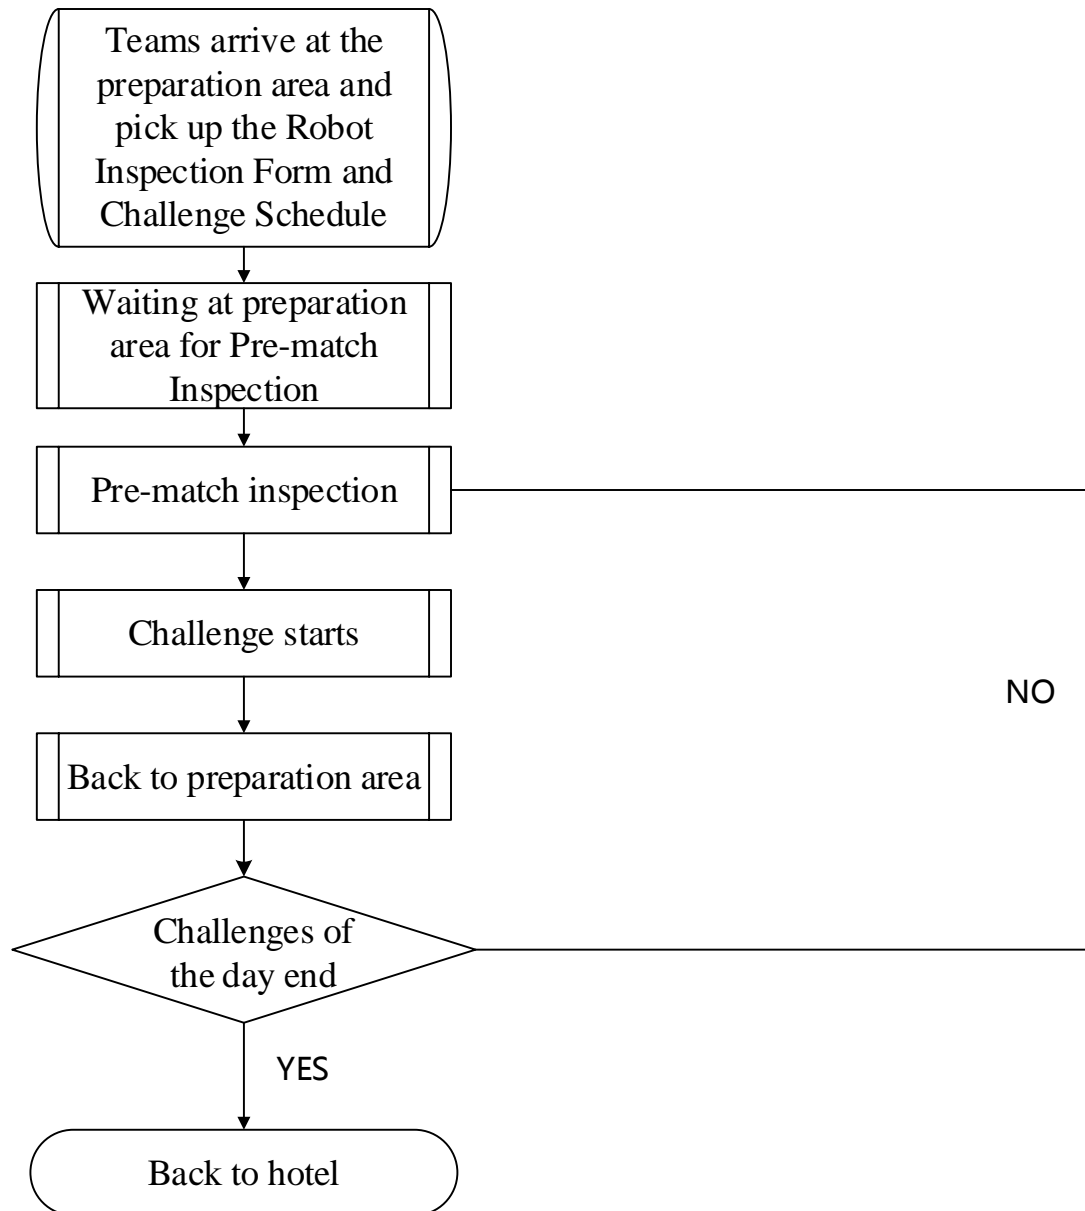 Teams arrive at the
preparation area and
pick up the Robot
Inspection Form and
Challenge Schedule
Waiting at preparation
area for Pre-match
Inspection
Pre-match inspection
Challenge starts
NO
Back to preparation area
Challenges of
the day end
YES
Back to hotel